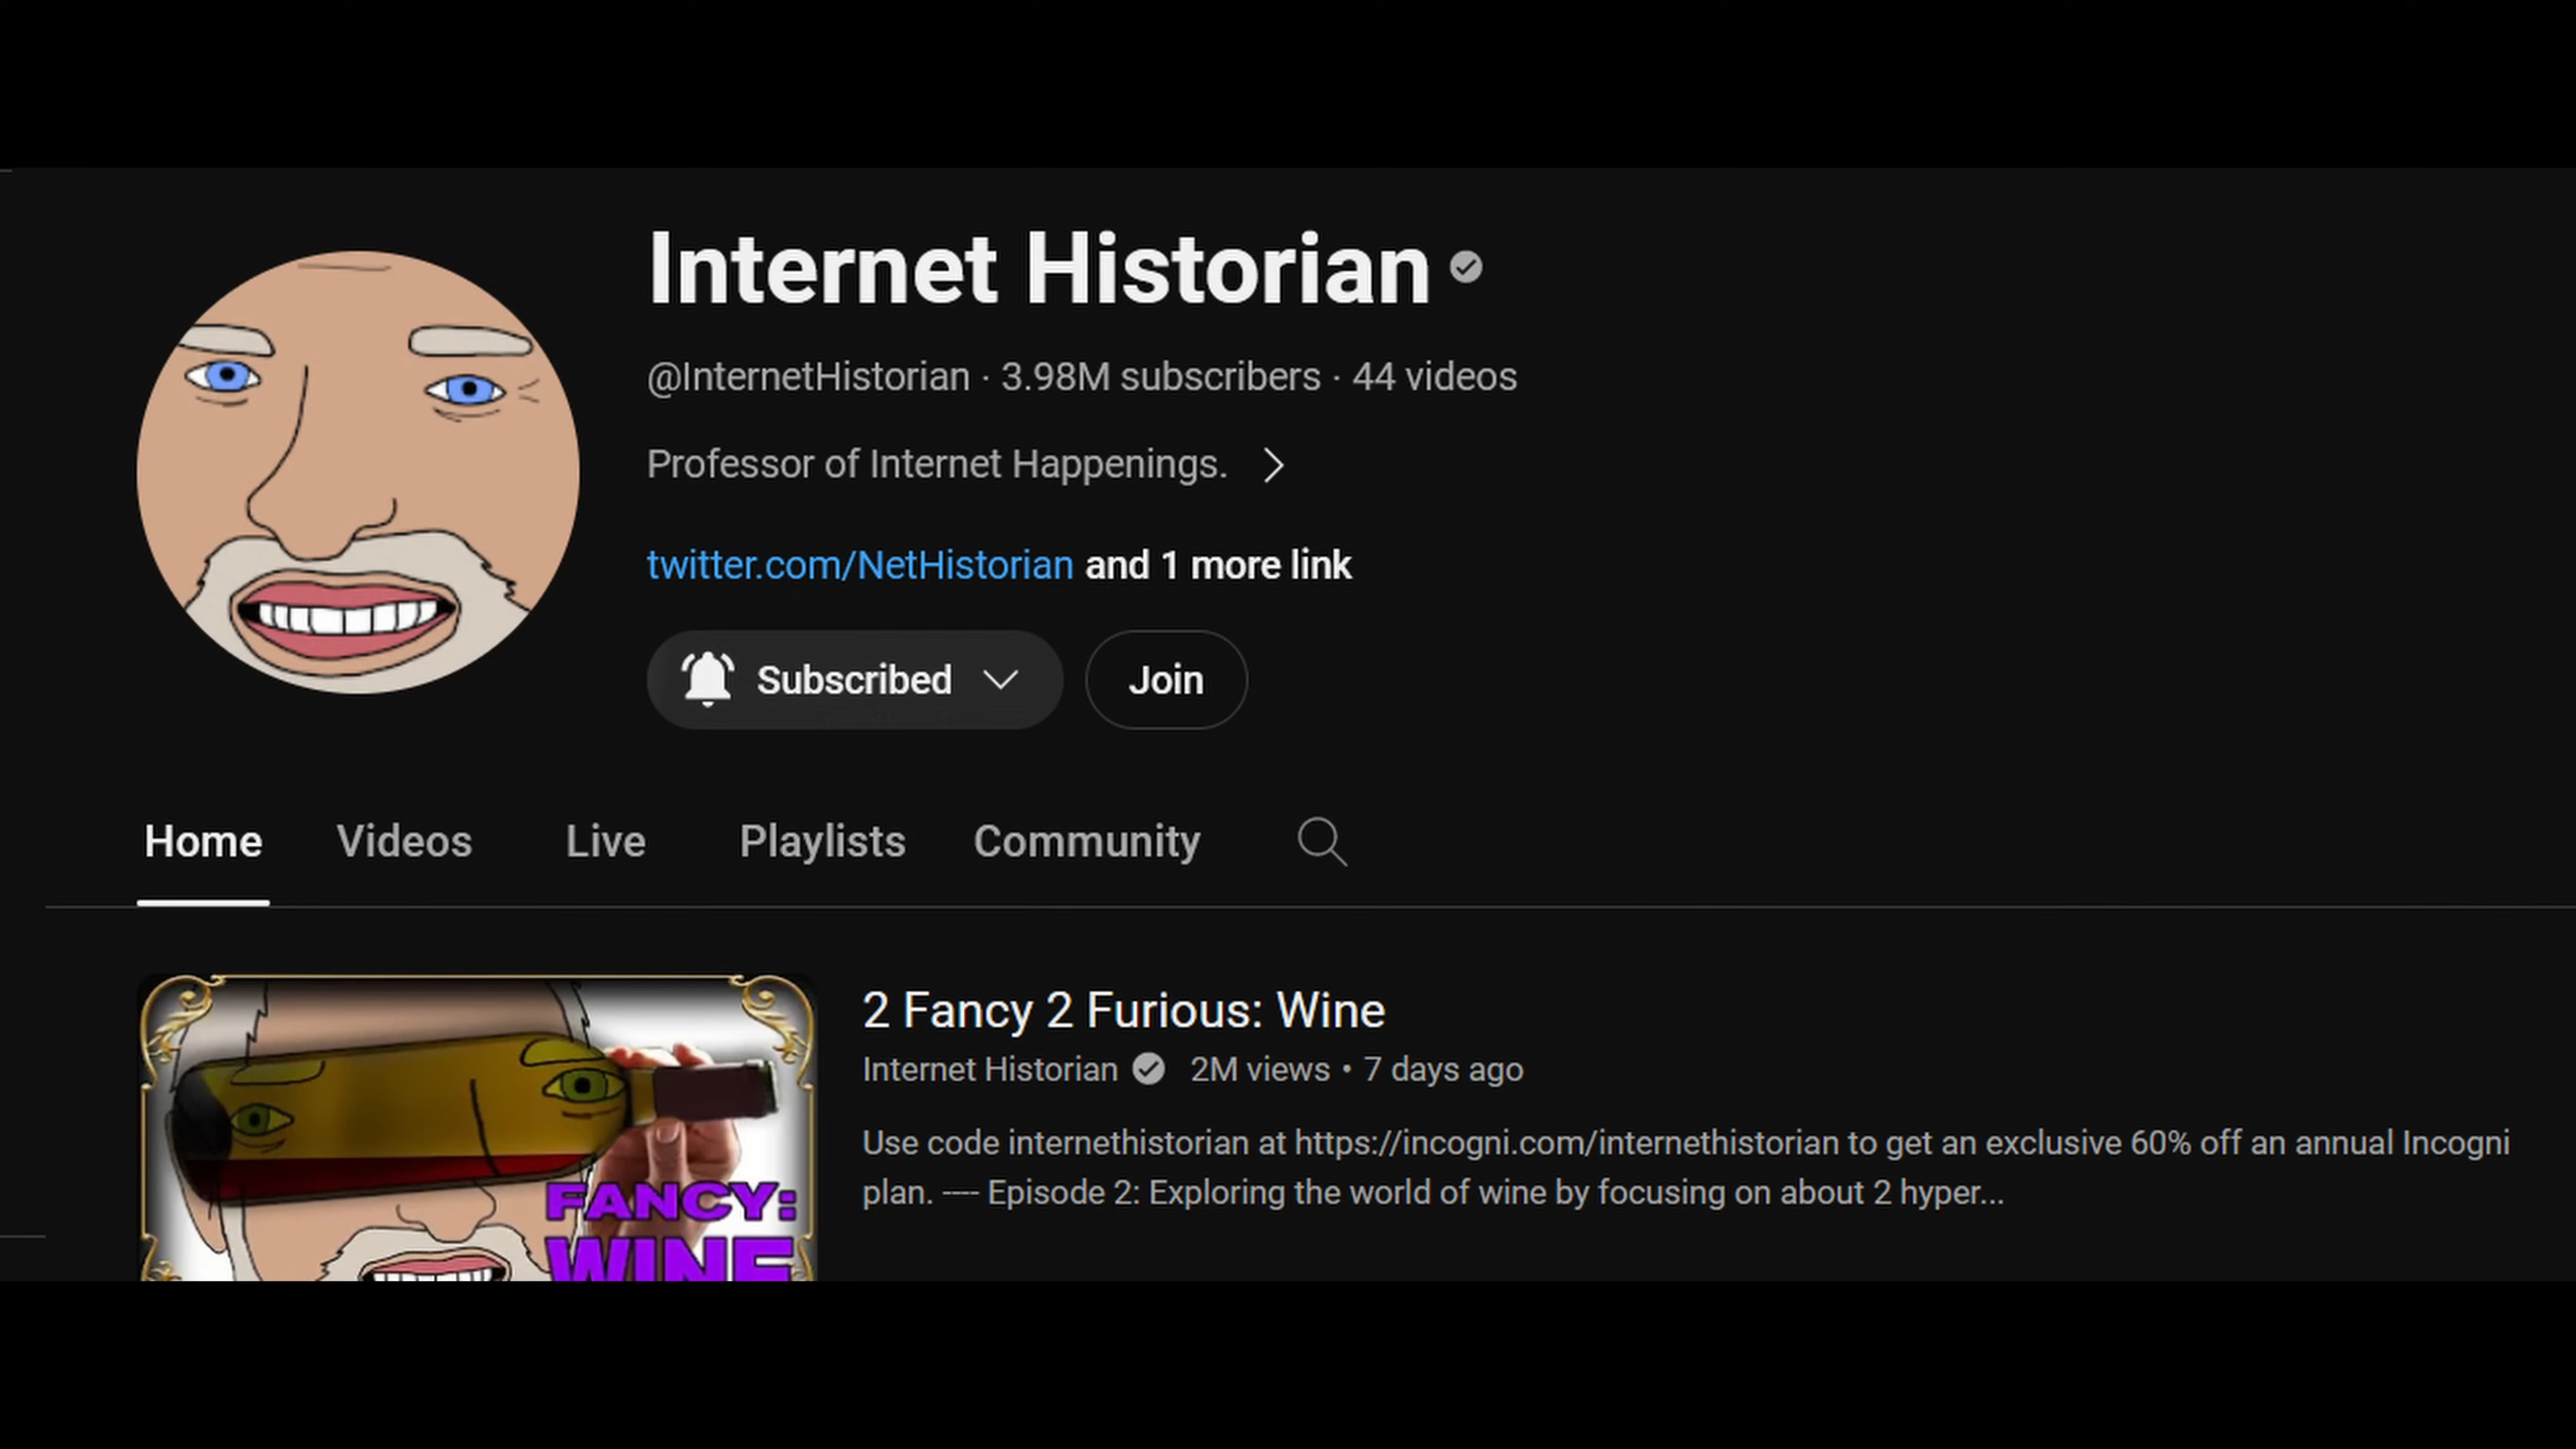 Internet Historian
@InternetHistorian · 3.98M subscribers · 44 videos
Professor of Internet Happenings.
twitter.com/NetHistorian and 1 more link
Subscribed
Join
Home Videos Live Playlists Community
2 Fancy 2 Furious: Wine
Internet Historian 2M views • 7 days ago
Use code internethistorian at https://incogni.com/internethistorian to get an exclusive 60% off an annual Incogni
plan. ---- Episode 2: Exploring the world of wine by focusing on about 2 hyper...
FANCY:
WINE